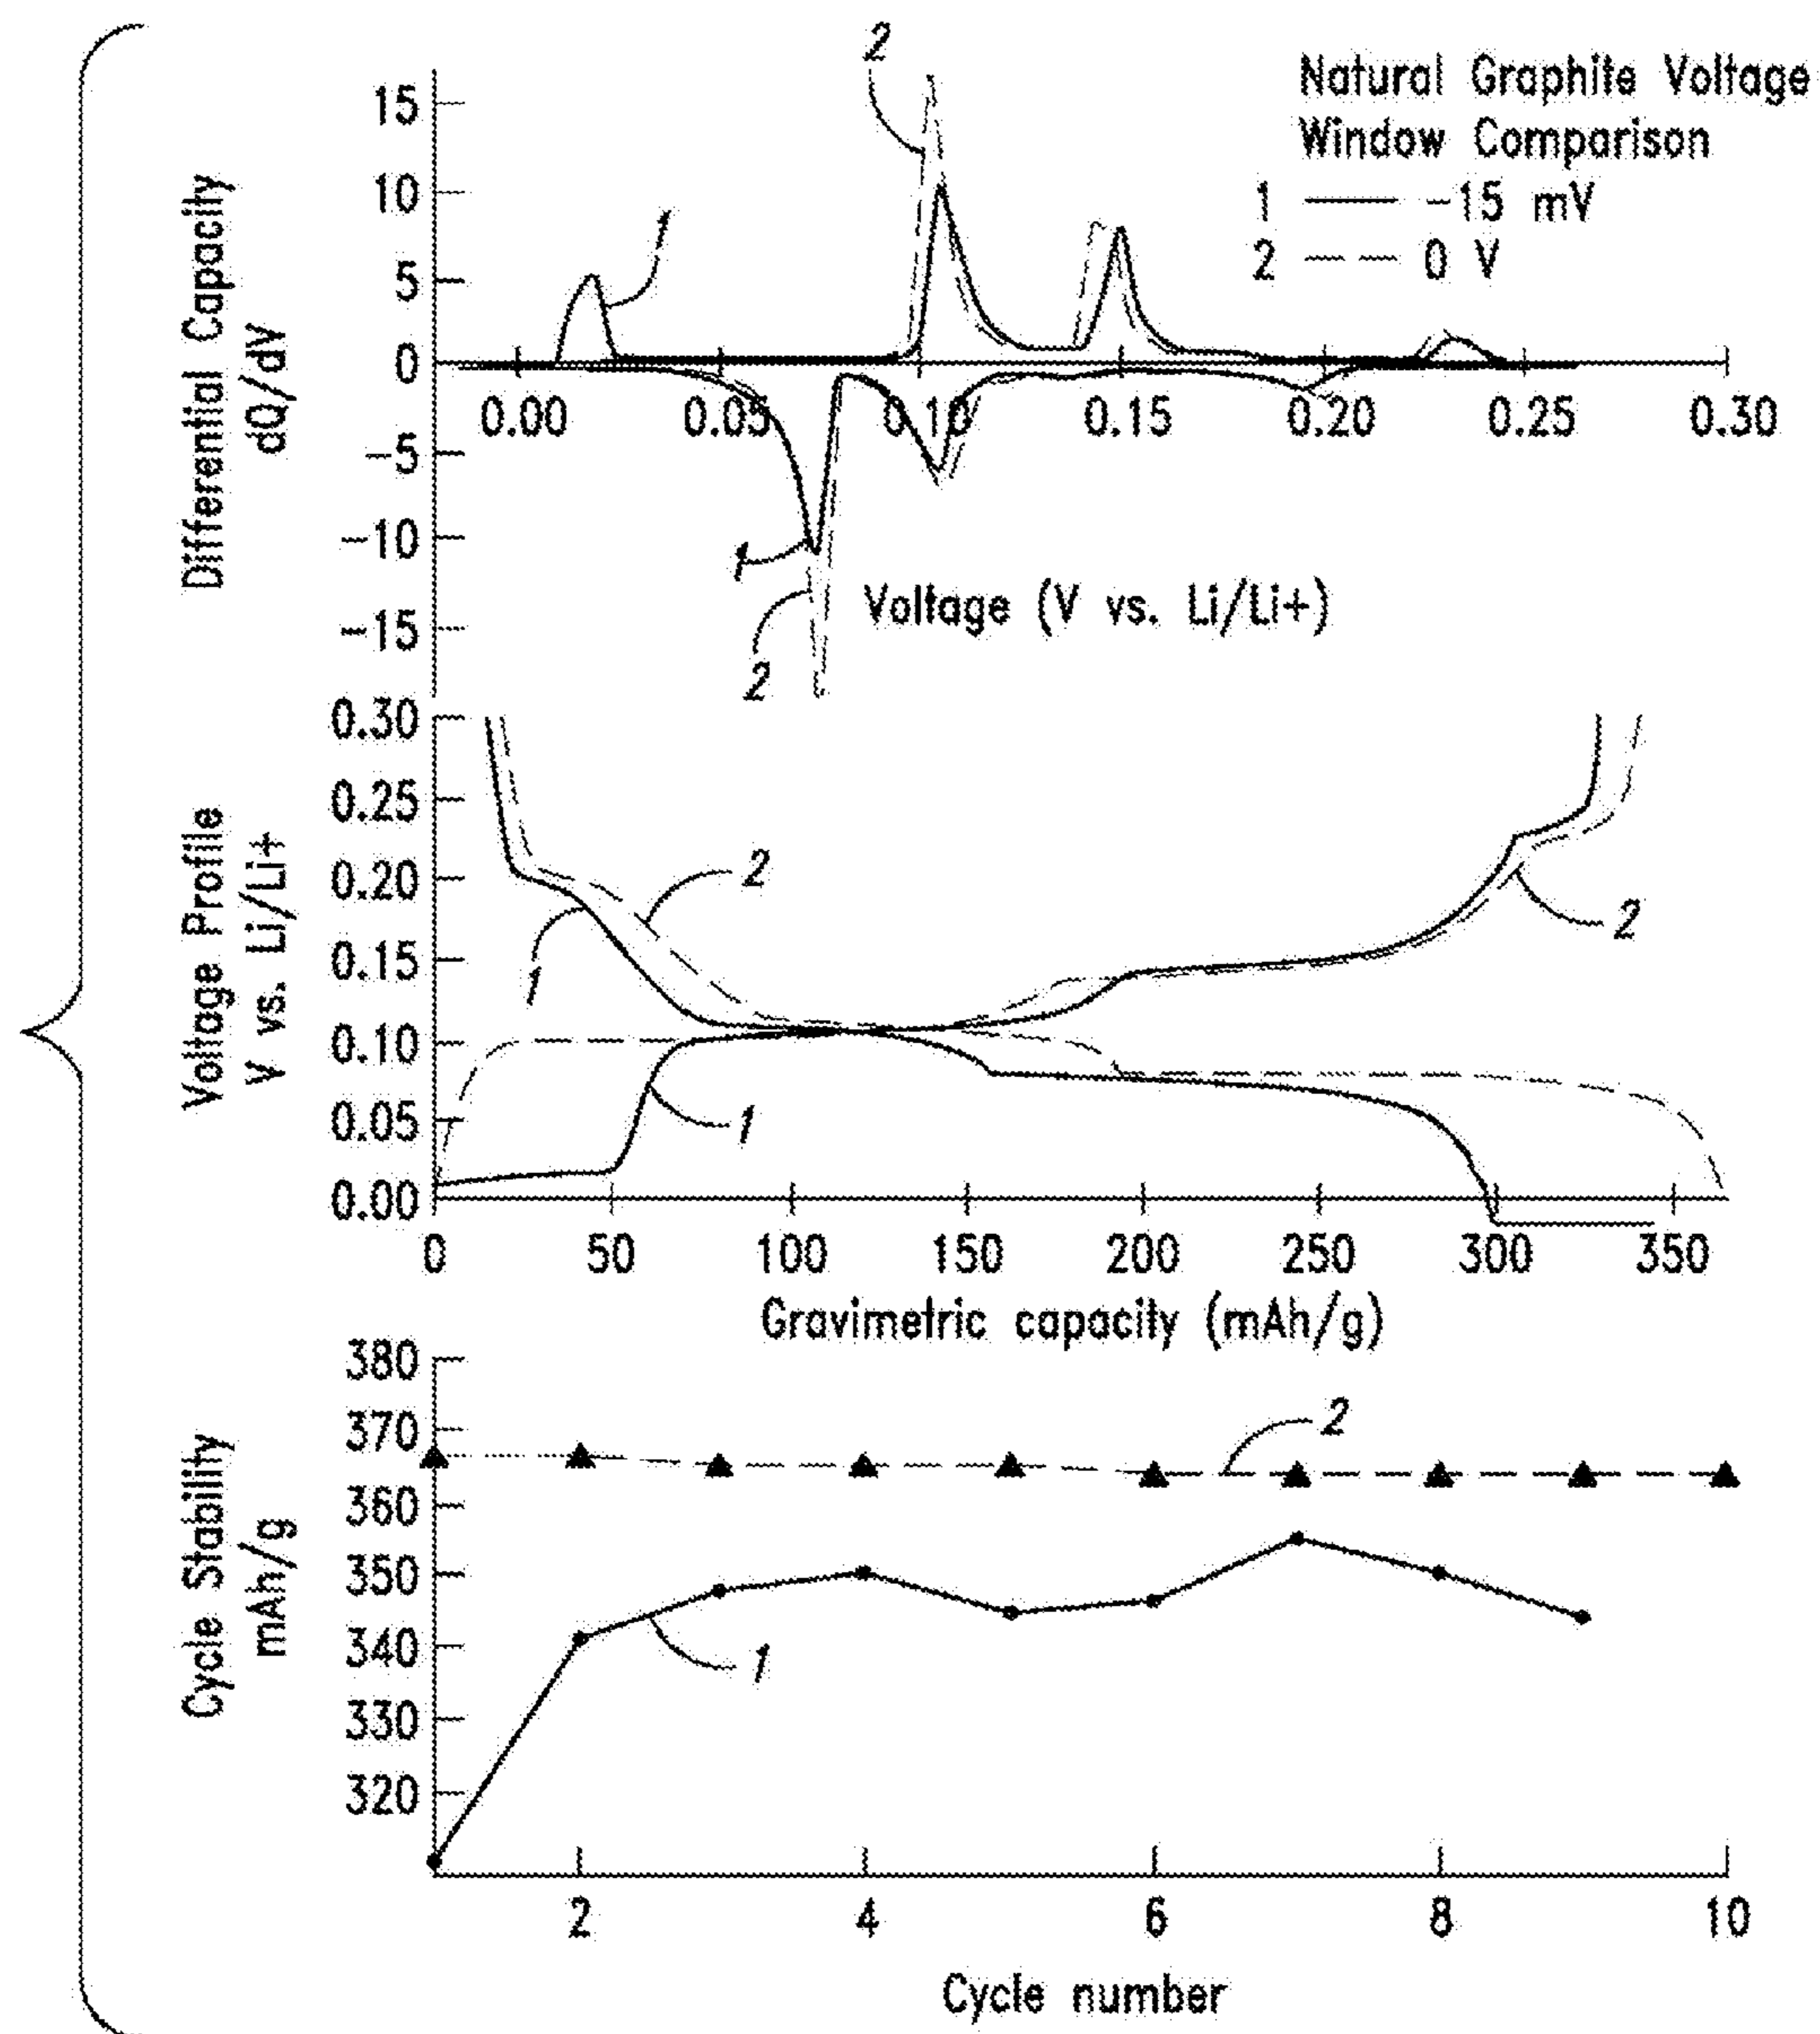 2
Natural Graphite Voltage
Window Comparison
1 -15 mV
2 0 V
Differential Capacity
dQ/dV
15
10
5
0
-5
-10
-15
1
0.00 0.05 0.10 0.15 0.20 0.25 0.30
1
2
Voltage (V vs. Li/Li+)
Voltage Profile
V vs. Li/Li+
0.30
0.25
0.20
0.15
0.10
0.05
0.00
2
2
1
1
0 50 100 150 200 250 300 350
Gravimetric capacity (mAh/g)
Cycle Stability
mAh/g
380
370
360
350
340
330
320
2
1
2 4 6 8 10
Cycle number